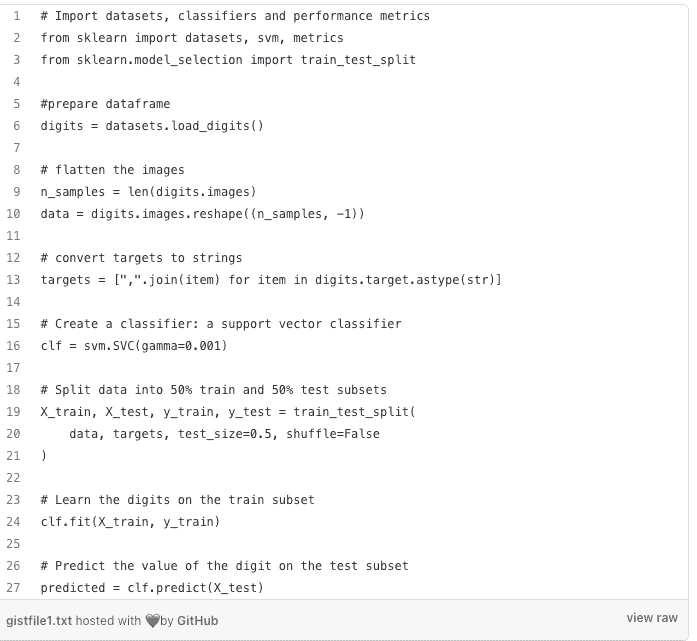 1 # Import datasets, classifiers and performance metrics
2 from sklearn import datasets, svm, metrics
3 from sklearn.model_selection import train_test_split
4
5 #prepare dataframe
6 digits = datasets.load_digits()
7
8 # flatten the images
9 n_samples = len(digits.images)
10 data = digits.images.reshape((n_samples, -1))
11
12 # convert targets to strings
13 targets = [",".join(item) for item in digits.target.astype(str)]
14
15 # Create a classifier: a support vector classifier
16 clf = svm.SVC(gamma=0.001)
17
18 # Split data into 50% train and 50% test subsets
19 X_train, X_test, y_train, y_test = train_test_split(
20     data, targets, test_size=0.5, shuffle=False
21 )
22
23 # Learn the digits on the train subset
24 clf.fit(X_train, y_train)
25
26 # Predict the value of the digit on the test subset
27 predicted = clf.predict(X_test)
gistfile1.txt hosted with 🖤by GitHub view raw